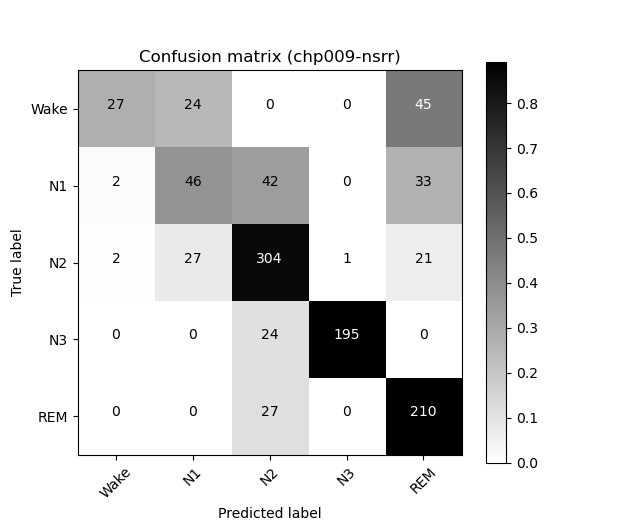 Confusion matrix (chp009-nsrr)
Wake 27 24 0 0 45
N1 2 46 42 0 33
N2 2 27 304 1 21
N3 0 0 24 195 0
REM 0 0 27 0 210
Wake N1 N2 N3 REM
Predicted label
True label
0.8
0.7
0.6
0.5
0.4
0.3
0.2
0.1
0.0